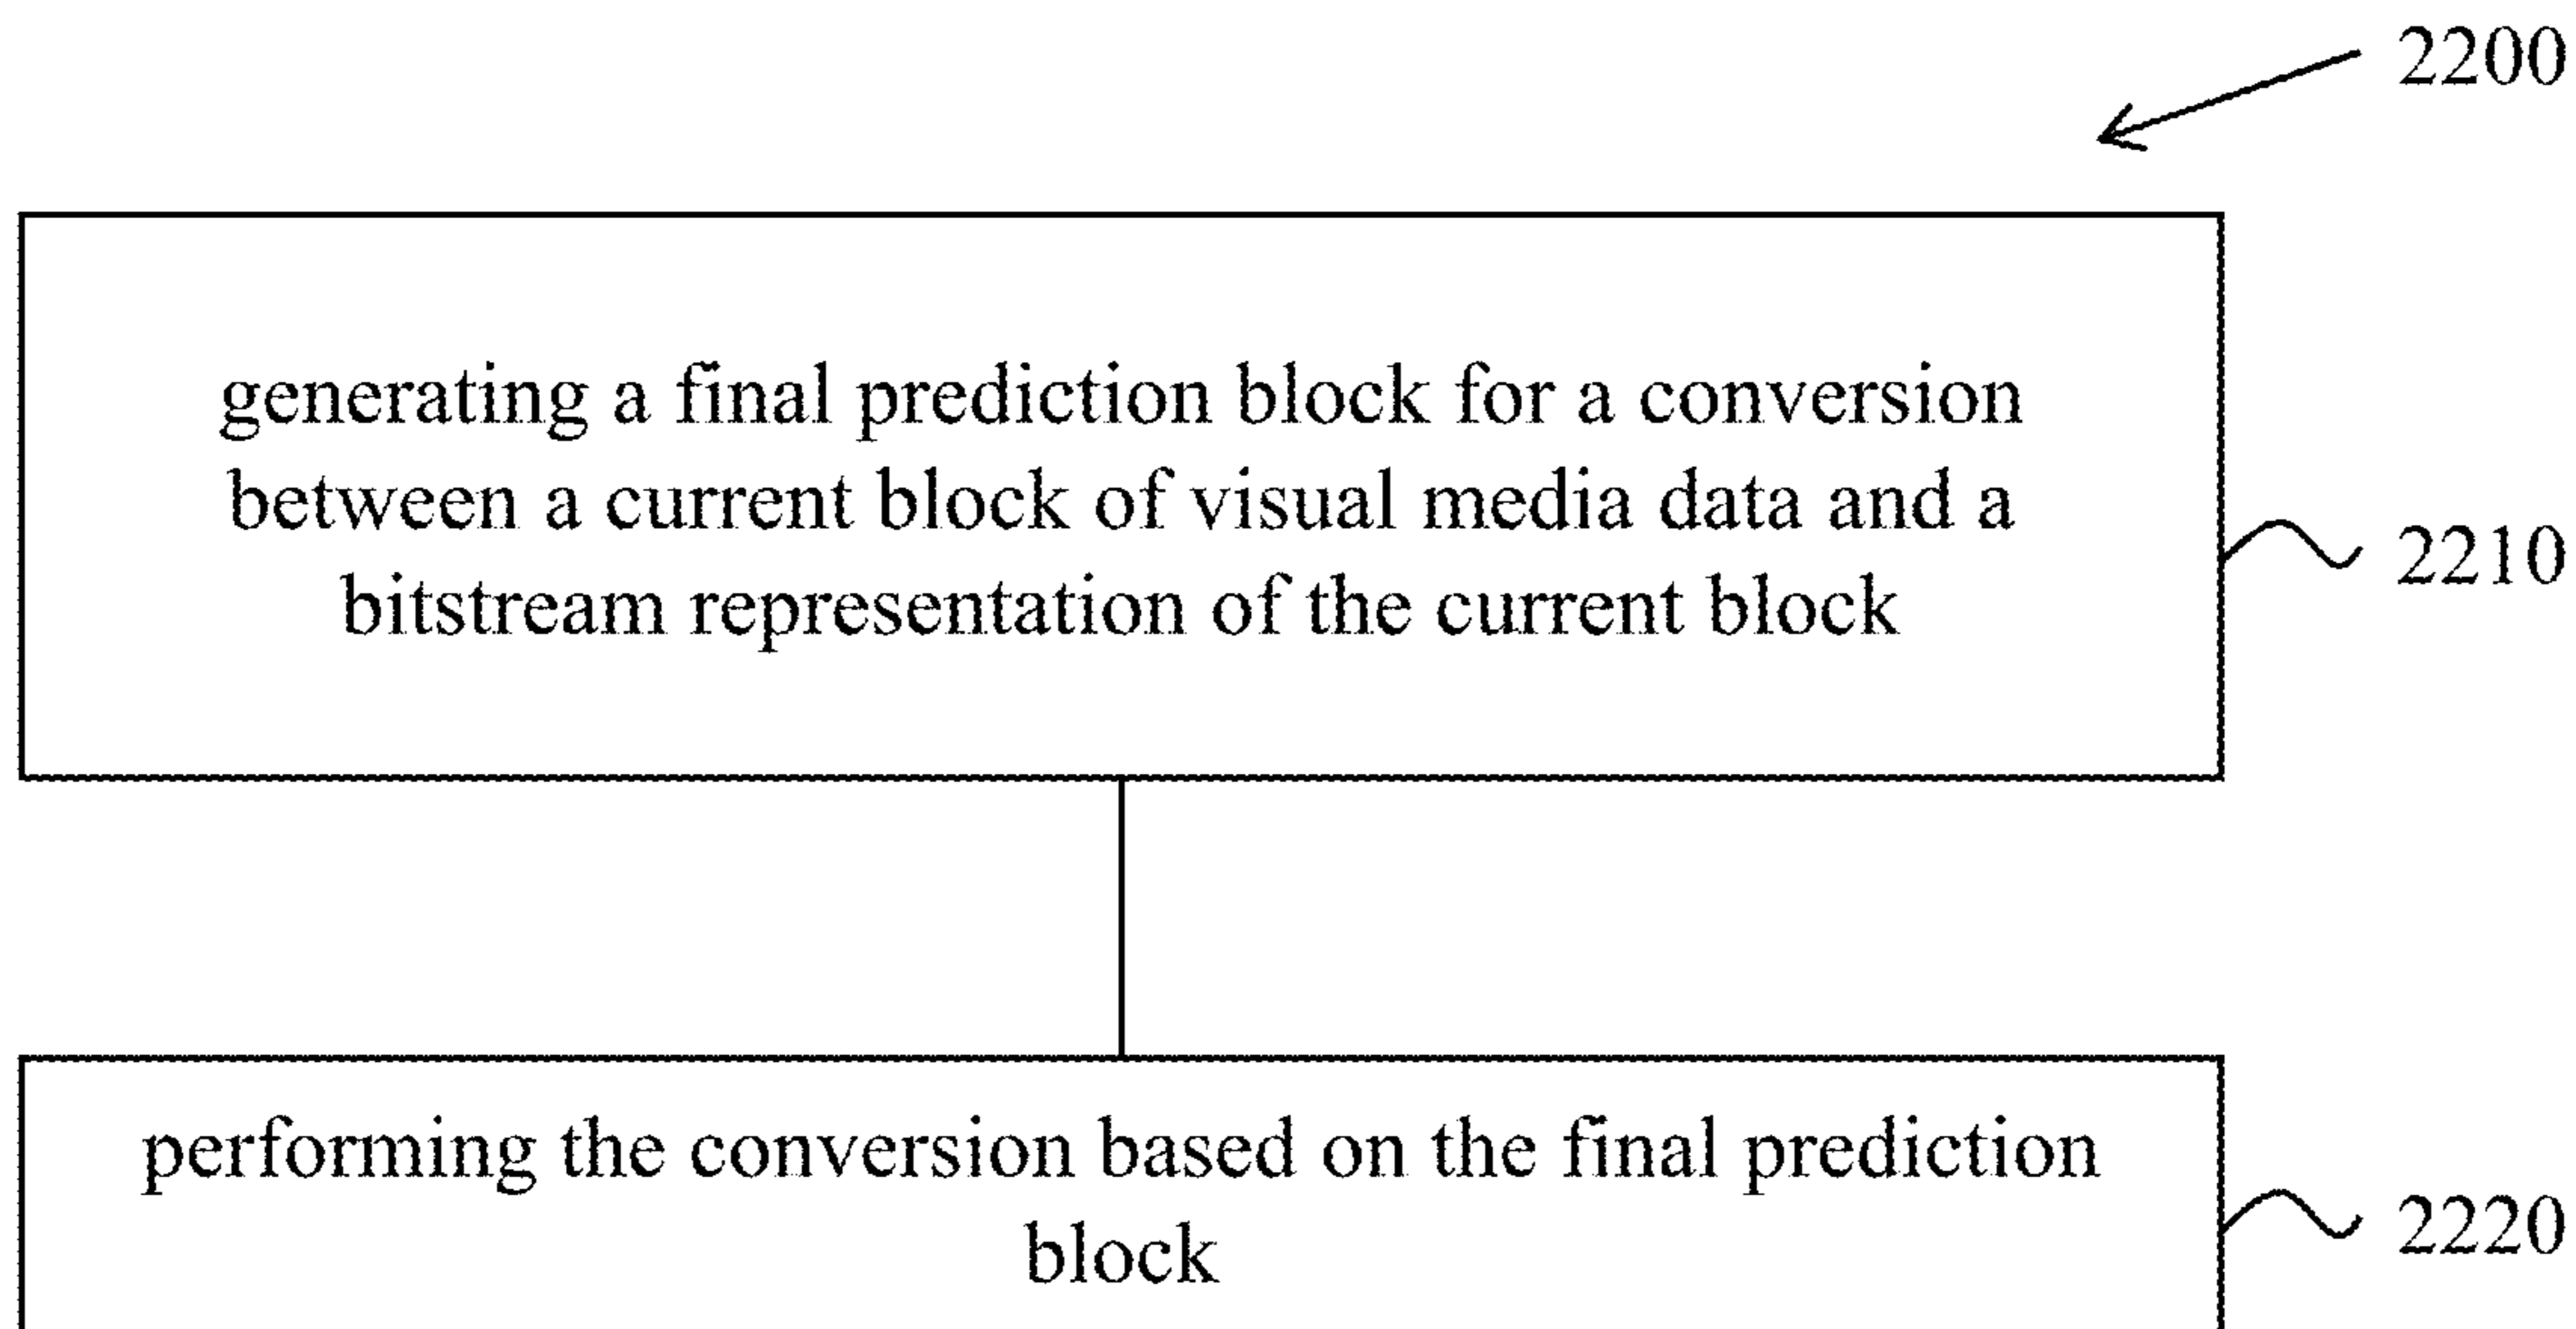 2200
generating a final prediction block for a conversion
between a current block of visual media data and a
bitstream representation of the current block
2210
performing the conversion based on the final prediction
block
2220